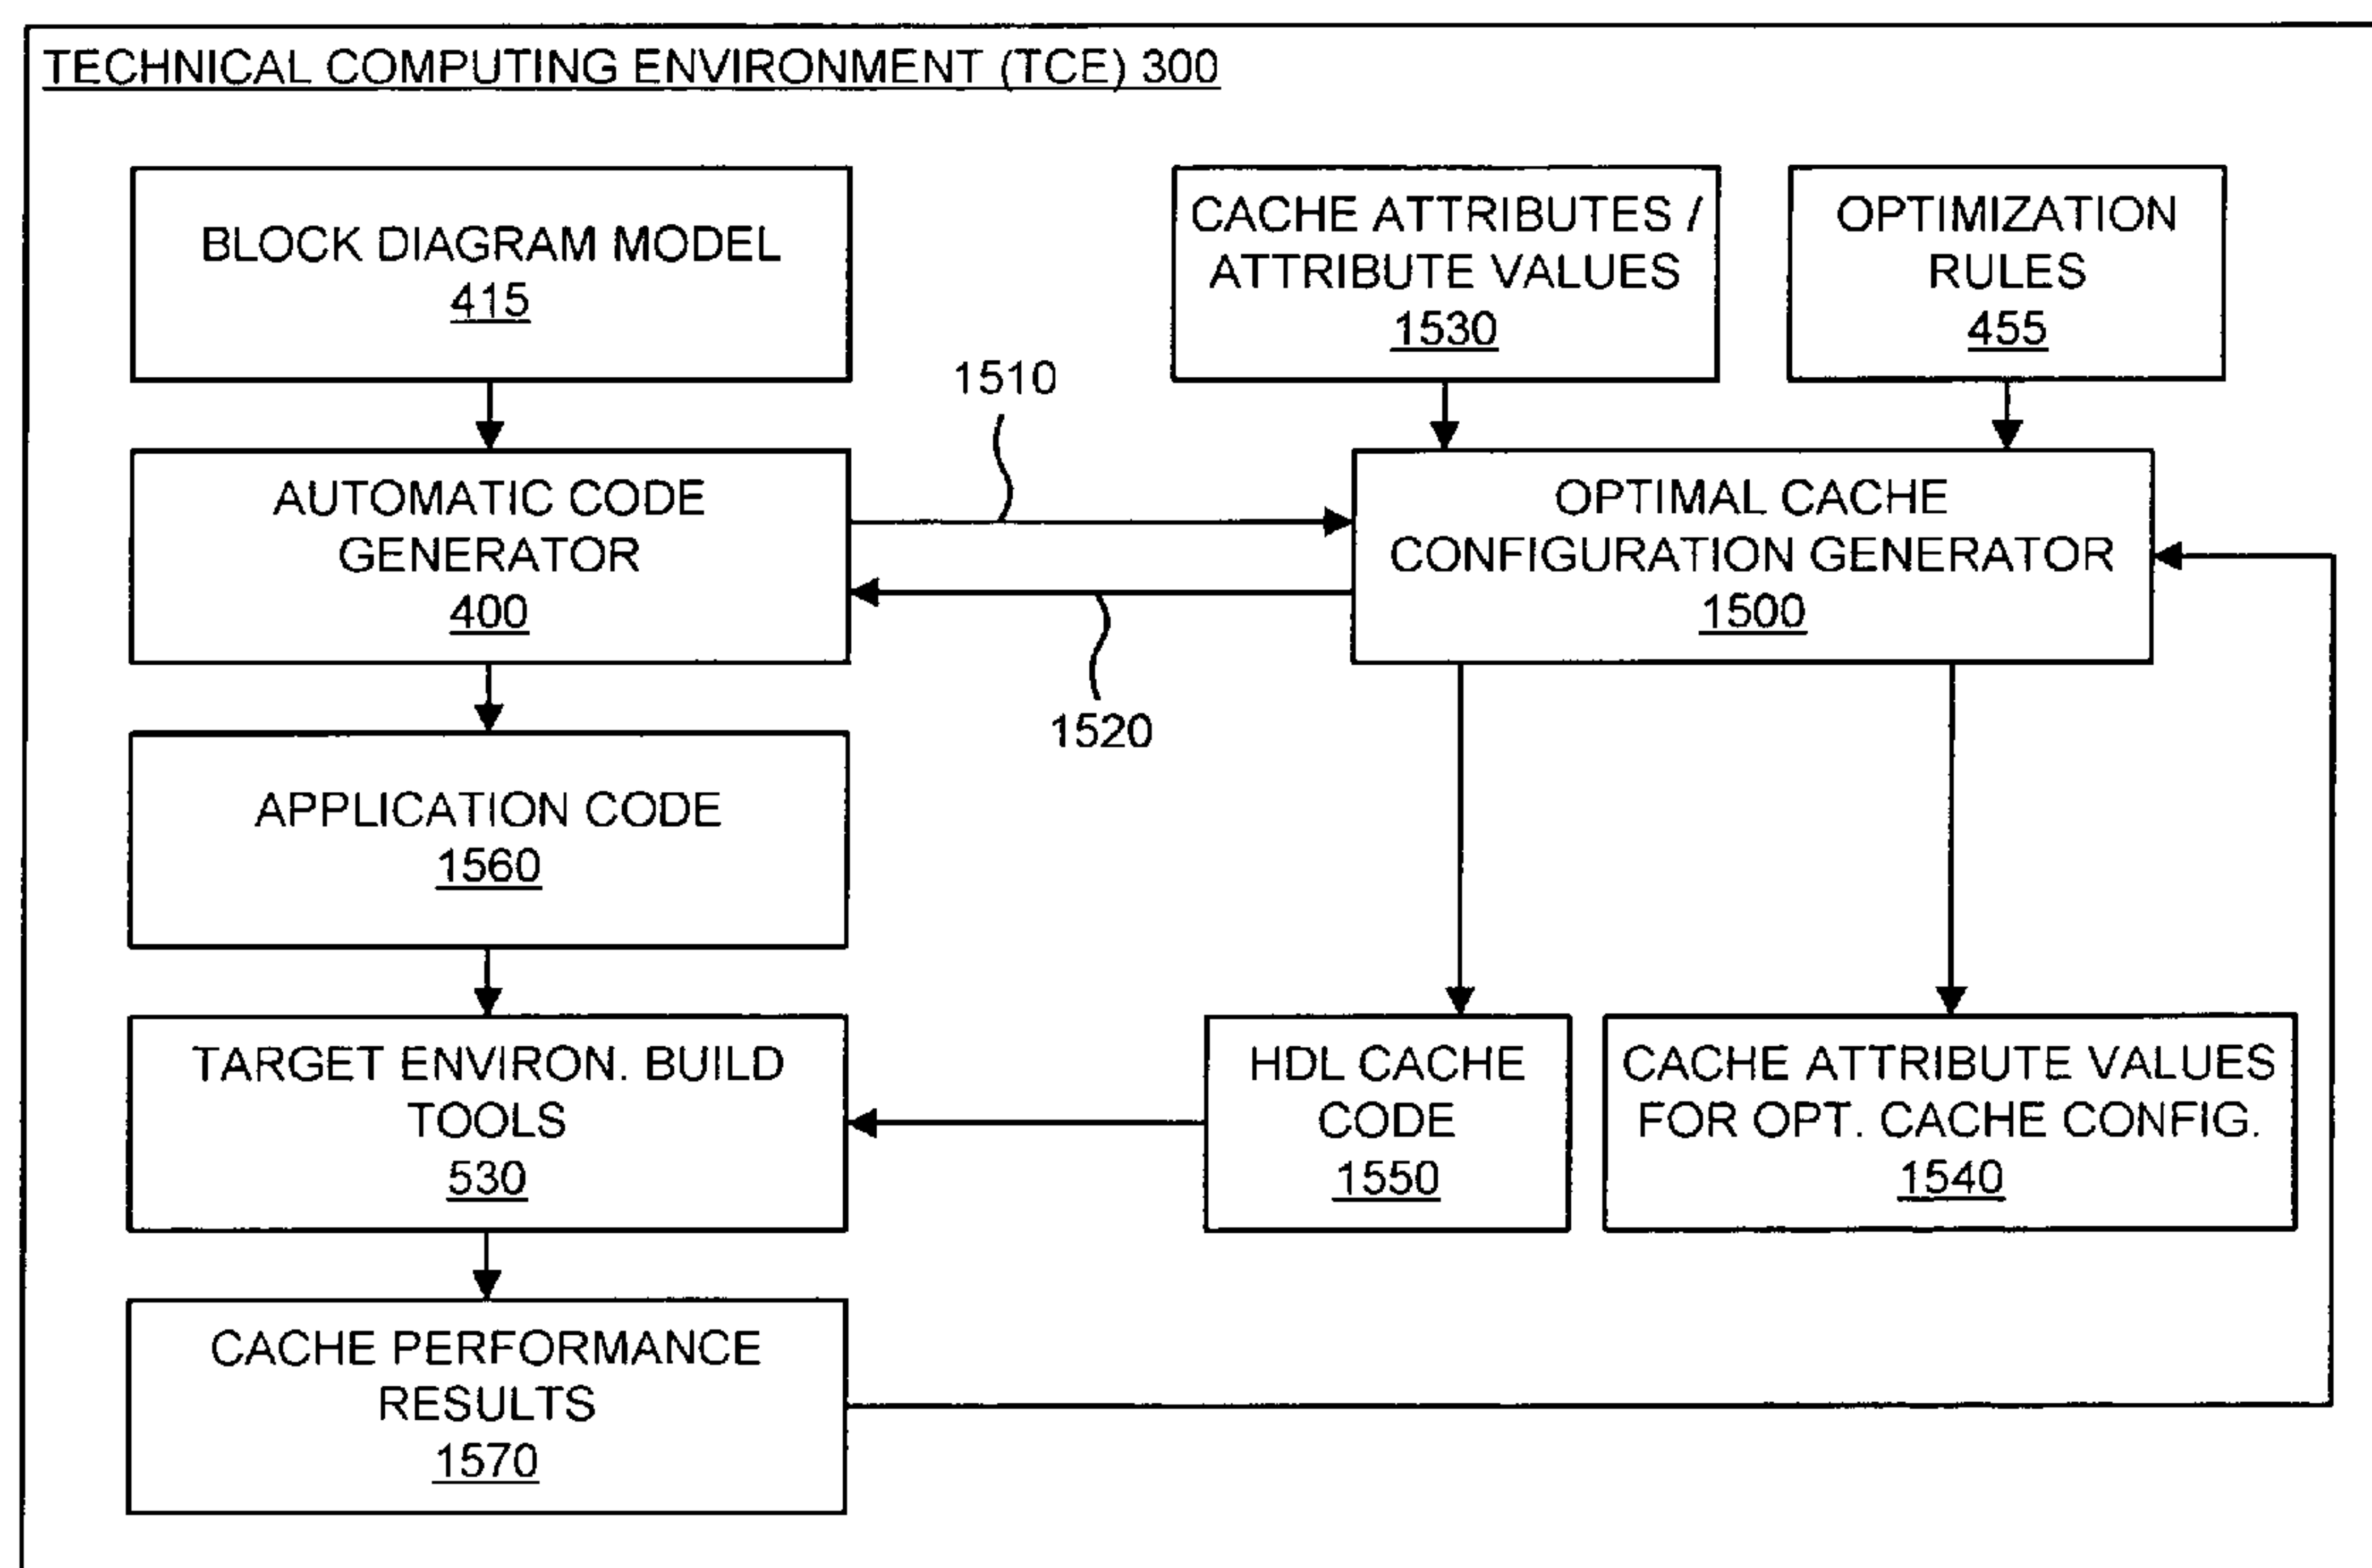 TECHNICAL COMPUTING ENVIRONMENT (TCE) 300
BLOCK DIAGRAM MODEL
415
CACHE ATTRIBUTES /
ATTRIBUTE VALUES
1530
OPTIMIZATION
RULES
455
1510
AUTOMATIC CODE
GENERATOR
400
OPTIMAL CACHE
CONFIGURATION GENERATOR
1500
1520
APPLICATION CODE
1560
TARGET ENVIRON. BUILD
TOOLS
530
HDL CACHE
CODE
1550
CACHE ATTRIBUTE VALUES
FOR OPT. CACHE CONFIG.
1540
CACHE PERFORMANCE
RESULTS
1570